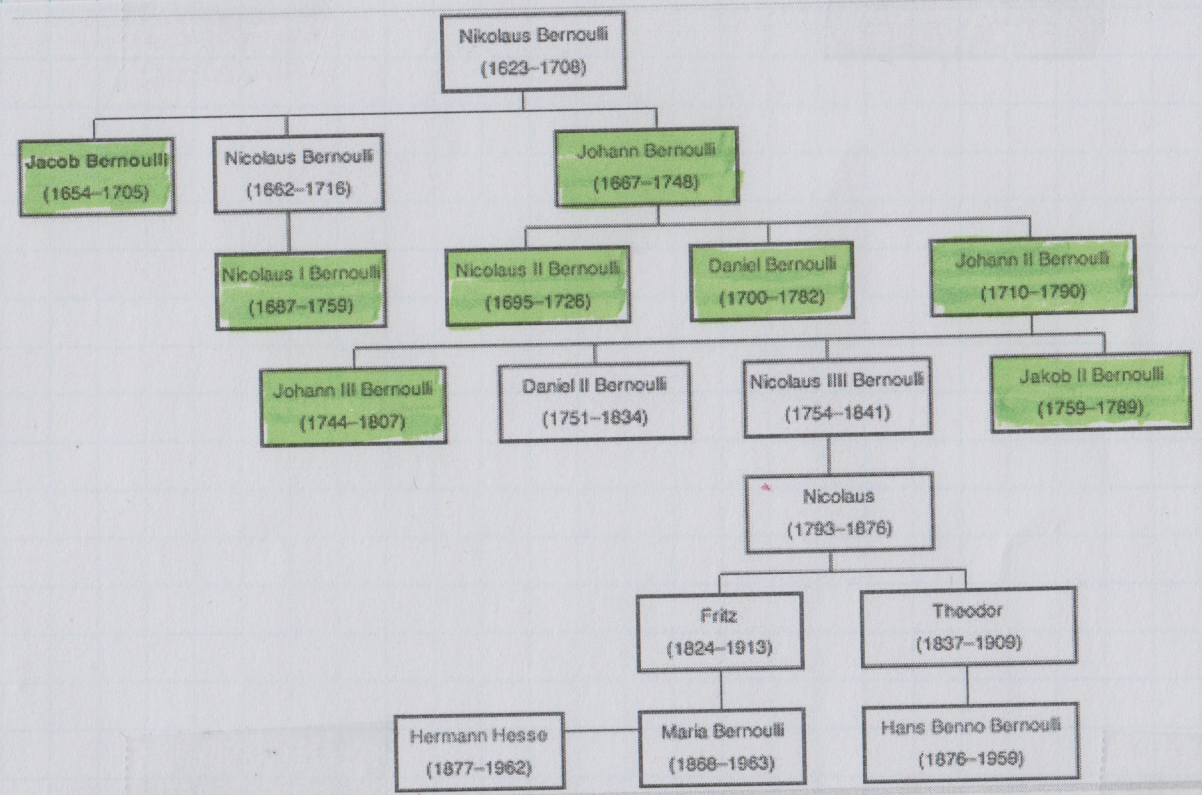 Nikolaus Bernoulli
(1623–1708)
Jacob Bernoulli
(1654–1705)
Nicolaus Bernoulli
(1662–1716)
Johann Bernoulli
(1667–1748)
Nicolaus I Bernoulli
(1687–1759)
Nicolaus II Bernoulli
(1695–1726)
Daniel Bernoulli
(1700–1782)
Johann II Bernoulli
(1710–1790)
Johann III Bernoulli
(1744–1807)
Daniel II Bernoulli
(1751–1834)
Nicolaus IIII Bernoulli
(1754–1841)
Jakob II Bernoulli
(1759–1789)
Nicolaus
(1793–1876)
Fritz
(1824–1913)
Theodor
(1837–1909)
Hermann Hesse
(1877–1962)
Maria Bernoulli
(1868–1963)
Hans Benno Bernoulli
(1876–1959)